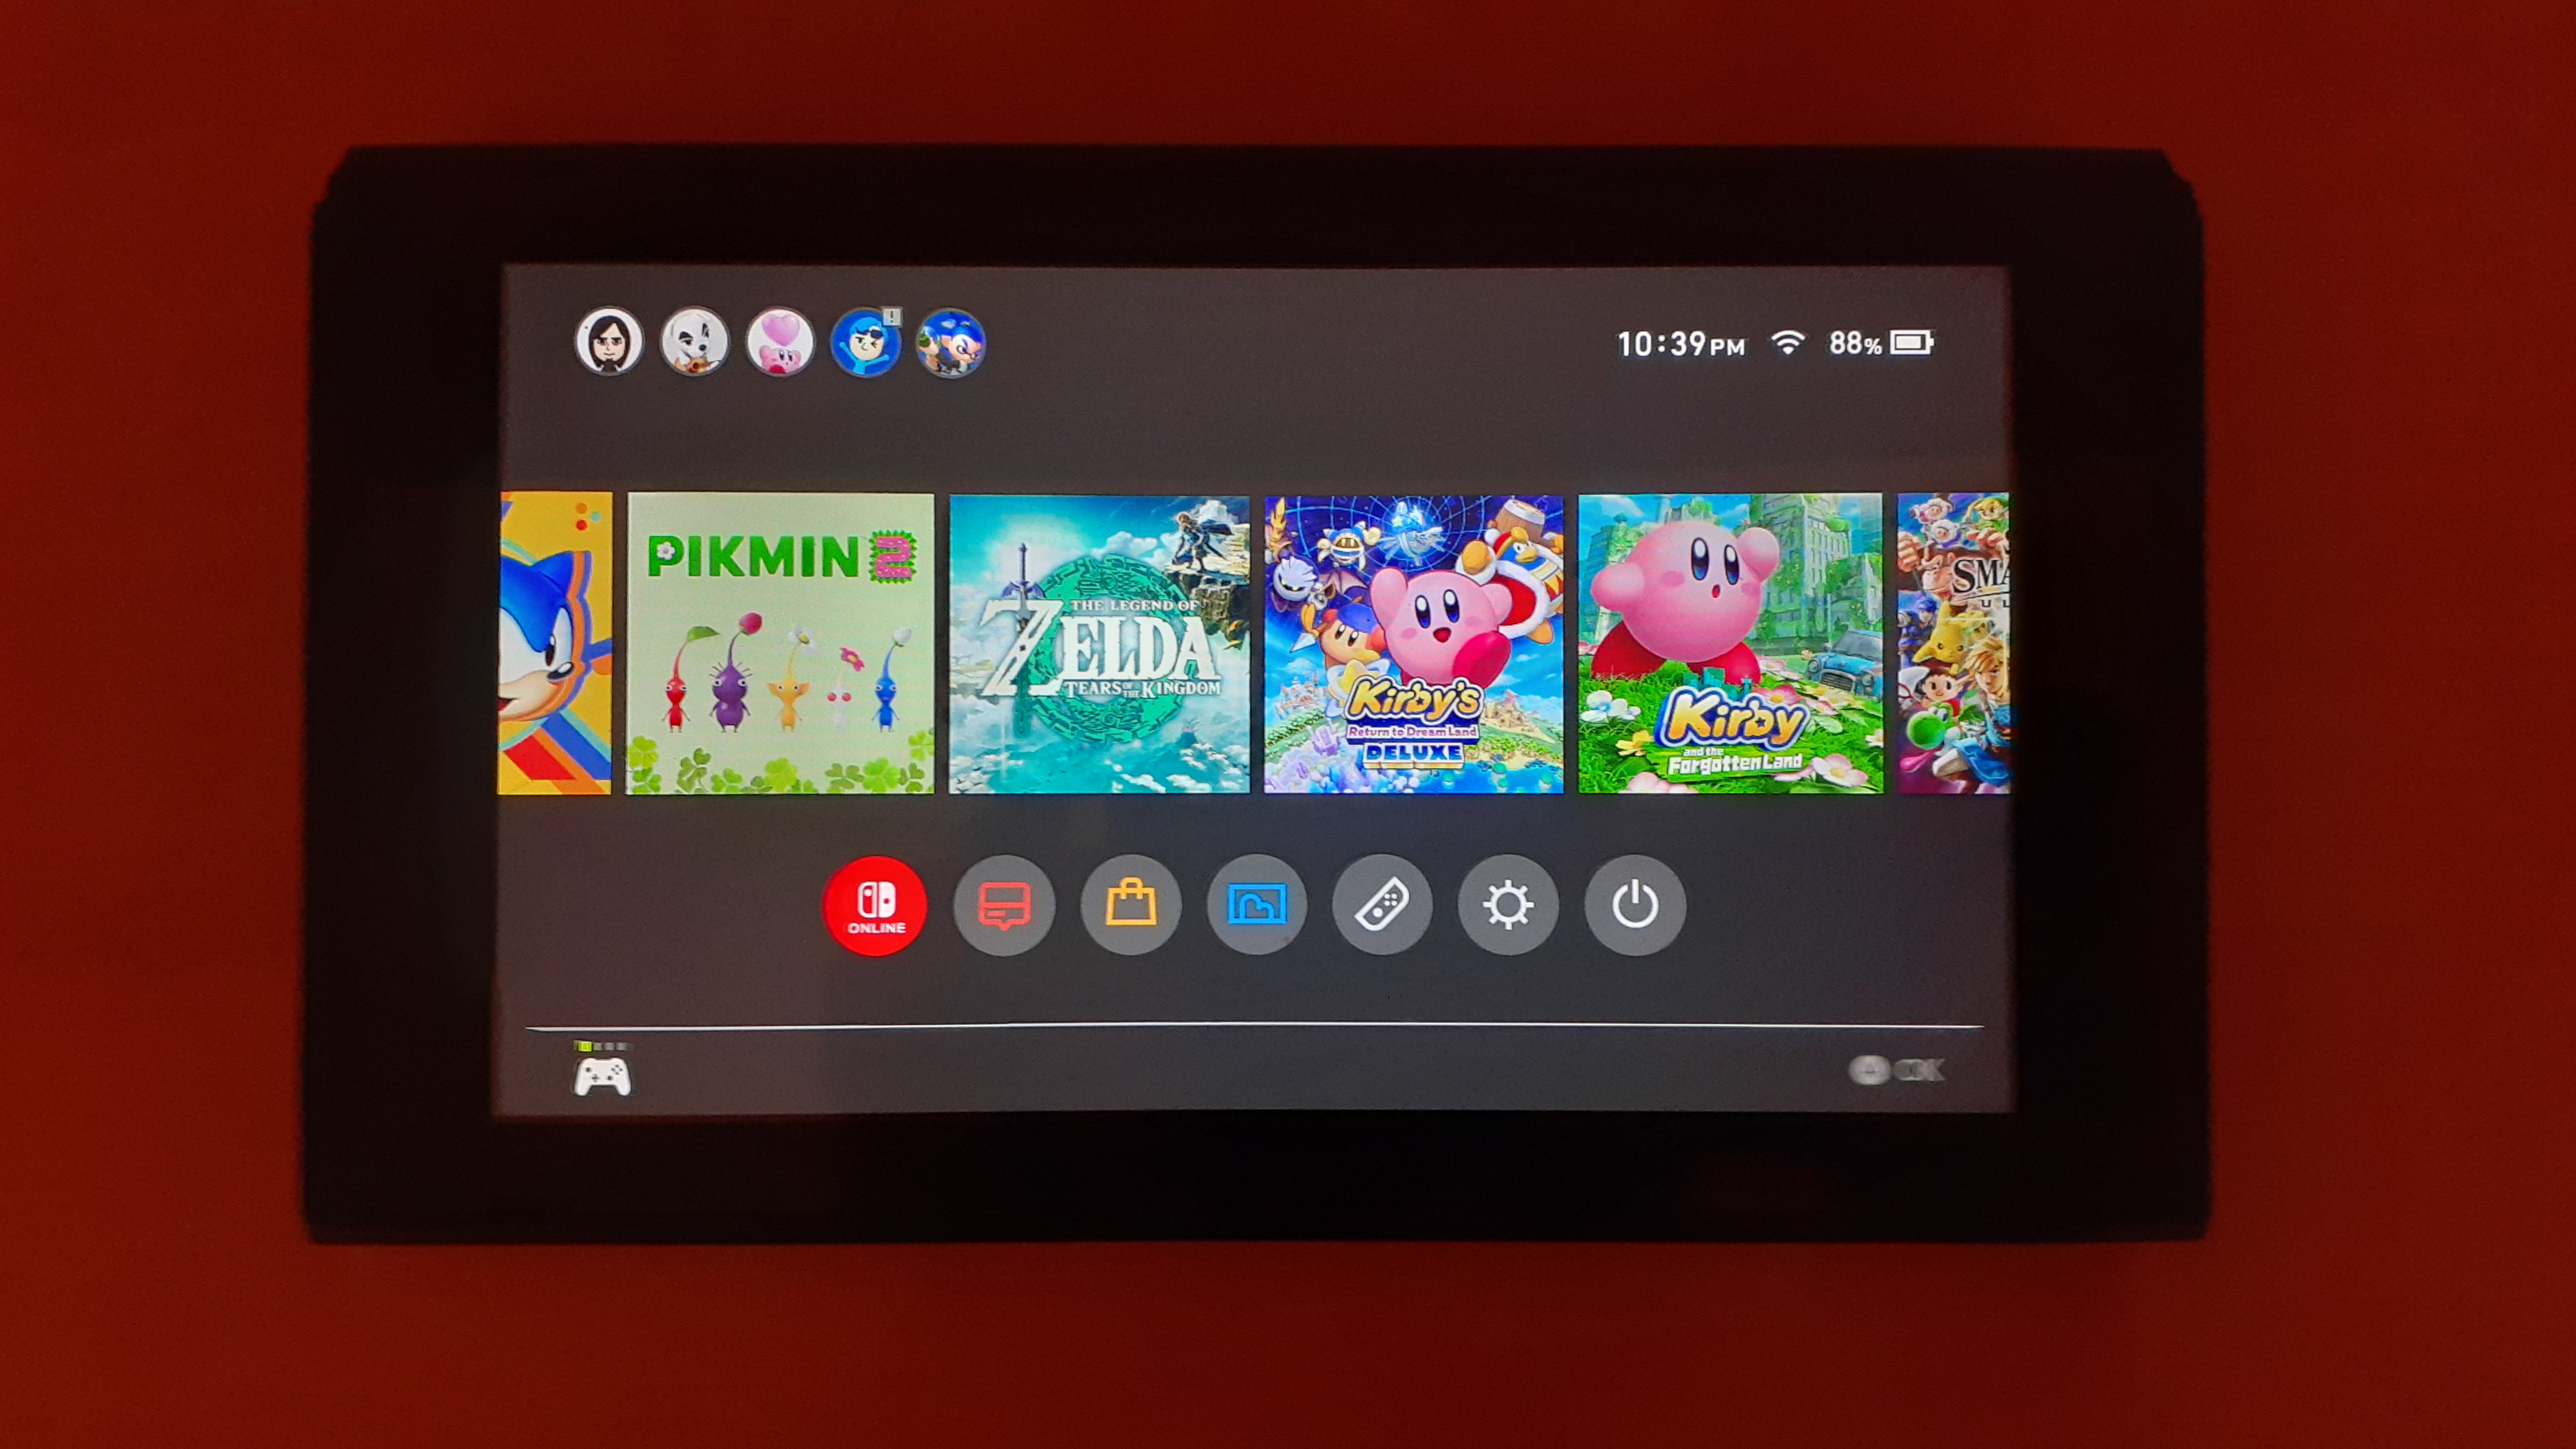 !
10:39PM 88%
PIKMIN 2
THE LEGEND OF
ZELDA
TEARS OF THE KINGDOM
Kirby's
Return to Dream Land
DELUXE
Kirby
and the
Forgotten Land
SMA
ONLINE
A OK